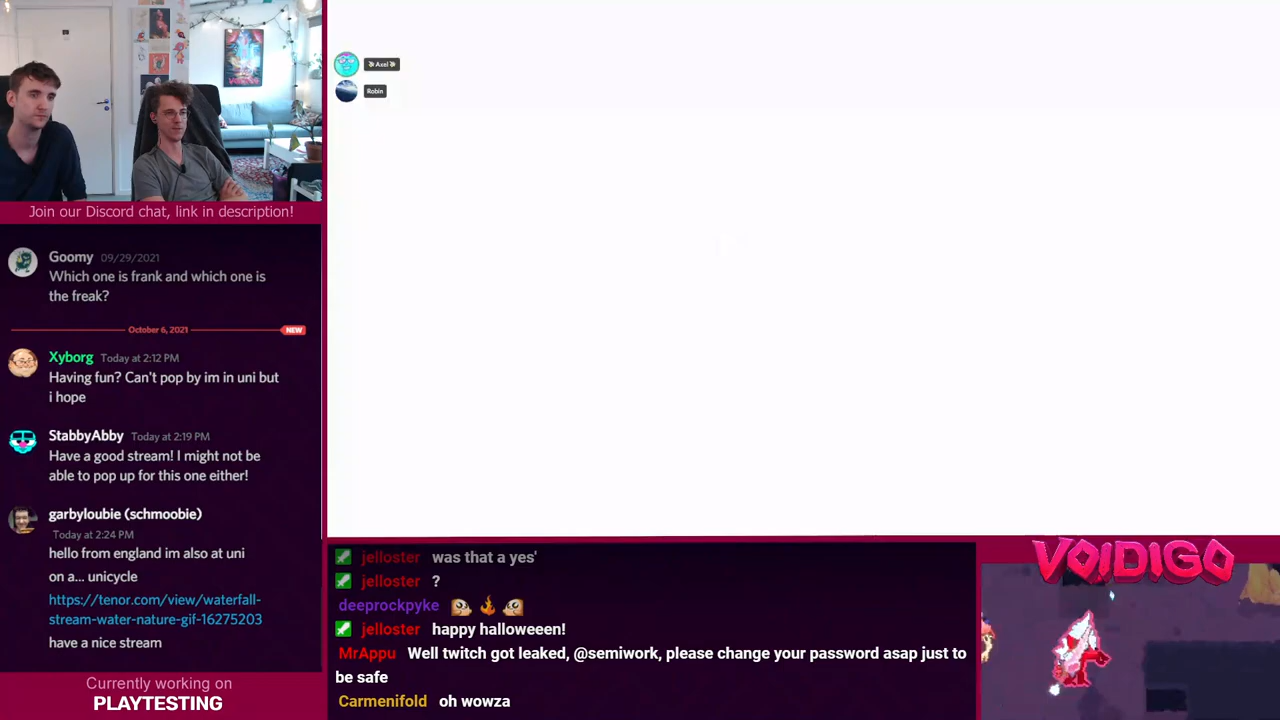 Axel
Robin
Join our Discord chat, link in description!
Goomy 09/29/2021
Which one is frank and which one is
the freak?
October 6, 2021 NEW
Xyborg Today at 2:12 PM
Having fun? Can't pop by im in uni but
i hope
StabbyAbby Today at 2:19 PM
Have a good stream! I might not be
able to pop up for this one either!
garbyloubie (schmoobie)
Today at 2:24 PM
hello from england im also at uni
on a... unicycle
https://tenor.com/view/waterfall-
stream-water-nature-gif-16275203
have a nice stream
Currently working on
PLAYTESTING
jelloster was that a yes'
jelloster ?
deeprockpyke
jelloster happy halloweeen!
MrAppu Well twitch got leaked, @semiwork, please change your password asap just to
be safe
Carmenifold oh wowza
VOIDIGO